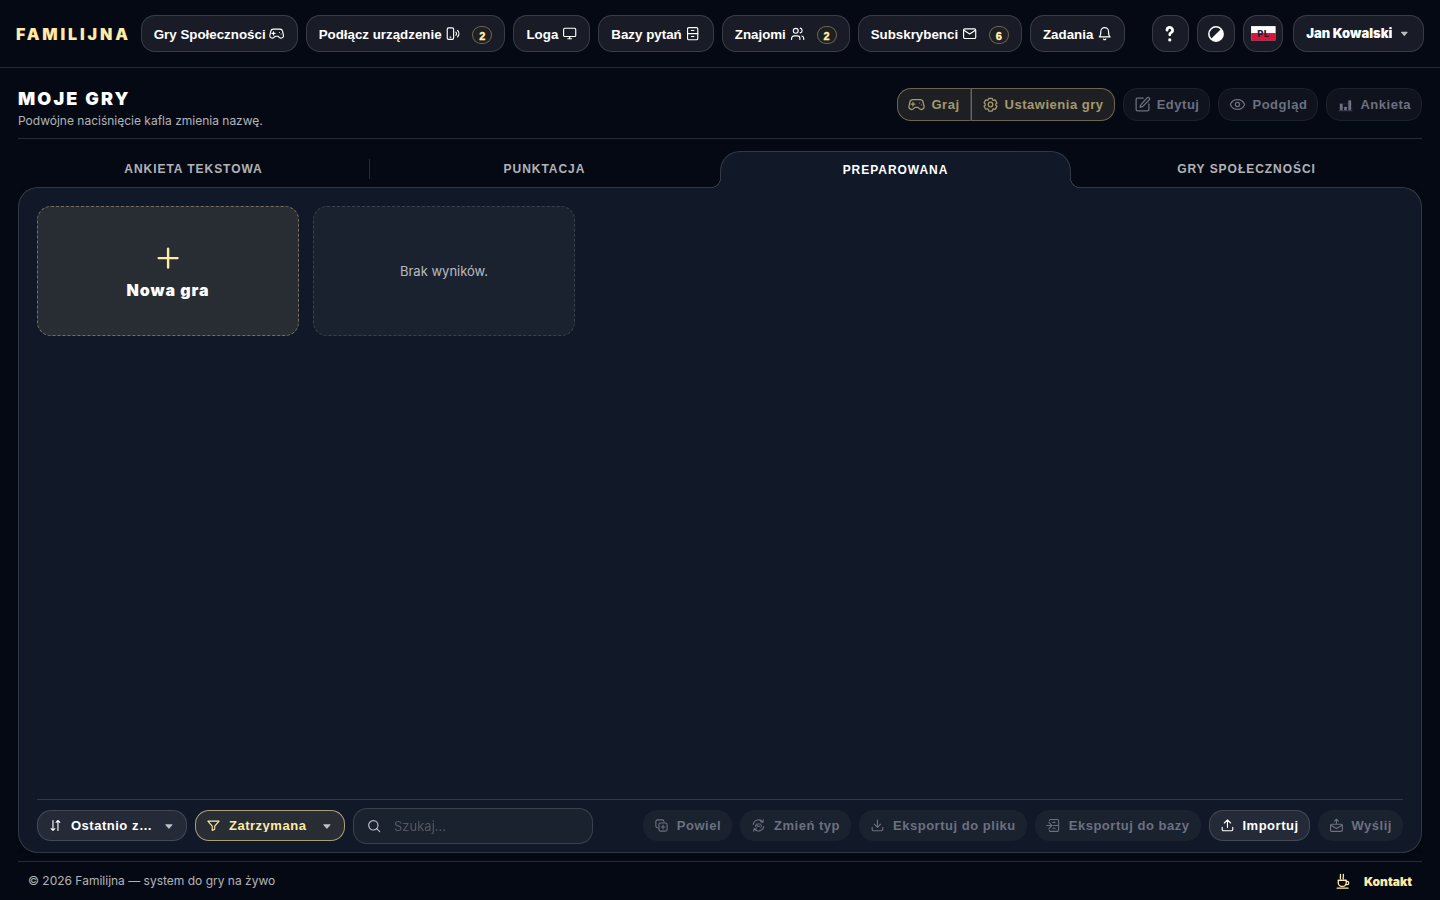 FAMILIJNA
Gry Społeczności
Podłącz urządzenie 2
Loga
Bazy pytań
Znajomi 2
Subskrybenci 6
Zadania
?
PL
Jan Kowalski
MOJE GRY
Podwójne naciśnięcie kafla zmienia nazwę.
Graj
Ustawienia gry
Edytuj
Podgląd
Ankieta
ANKIETA TEKSTOWA
PUNKTACJA
PREPAROWANA
GRY SPOŁECZNOŚCI
Nowa gra
Brak wyników.
Ostatnio z...
Zatrzymana
Szukaj...
Powiel
Zmień typ
Eksportuj do pliku
Eksportuj do bazy
Importuj
Wyślij
© 2026 Familijna — system do gry na żywo
Kontakt